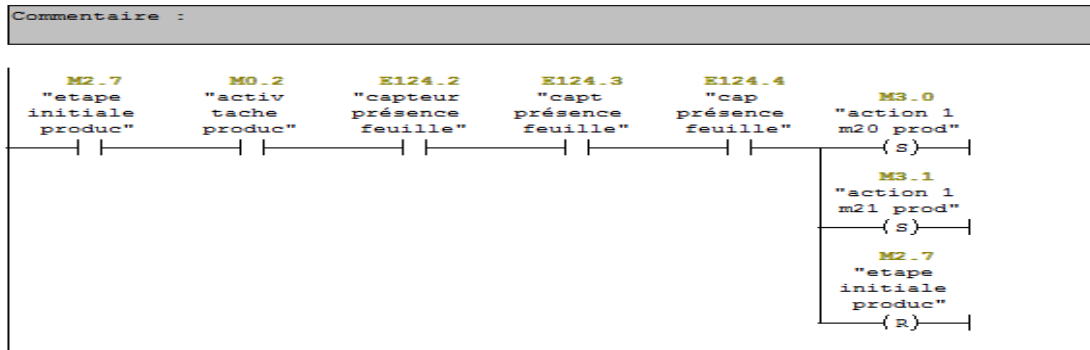 Commentaire :
M2.7
"etape
initiale
produc"
M0.2
"activ
tache
produc"
E124.2
"capteur
présence
feuille"
E124.3
"capt
présence
feuille"
E124.4
"cap
présence
feuille"
M3.0
"action 1
m20 prod"
S
M3.1
"action 1
m21 prod"
S
M2.7
"etape
initiale
produc"
R